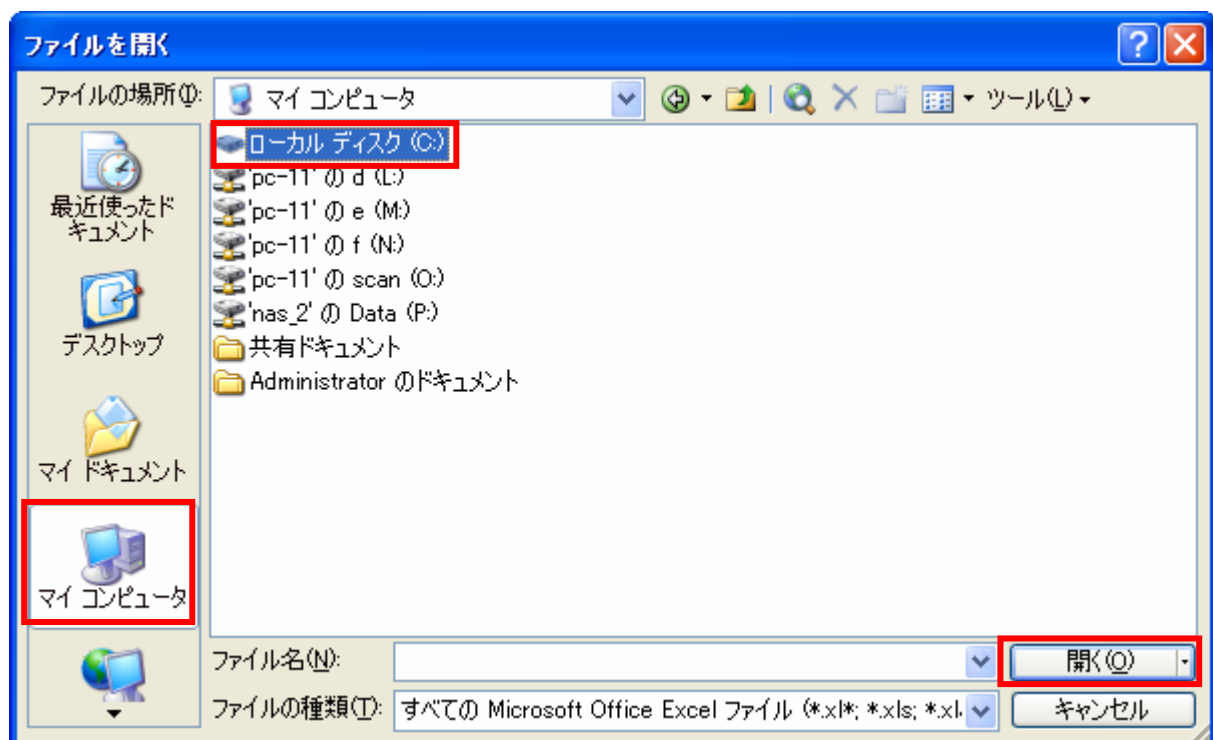 ファイルを開く
ファイルの場所(I):
マイ コンピュータ
ツール(L)
最近使ったド
キュメント
デスクトップ
マイ ドキュメント
マイ コンピュータ
ローカル ディスク (C:)
'pc-11' の d (L:)
'pc-11' の e (M:)
'pc-11' の f (N:)
'pc-11' の scan (O:)
'nas_2' の Data (P:)
共有ドキュメント
Administrator のドキュメント
ファイル名(N):
開く(O)
ファイルの種類(T):
すべての Microsoft Office Excel ファイル (*.xl*; *.xls; *.xl
キャンセル